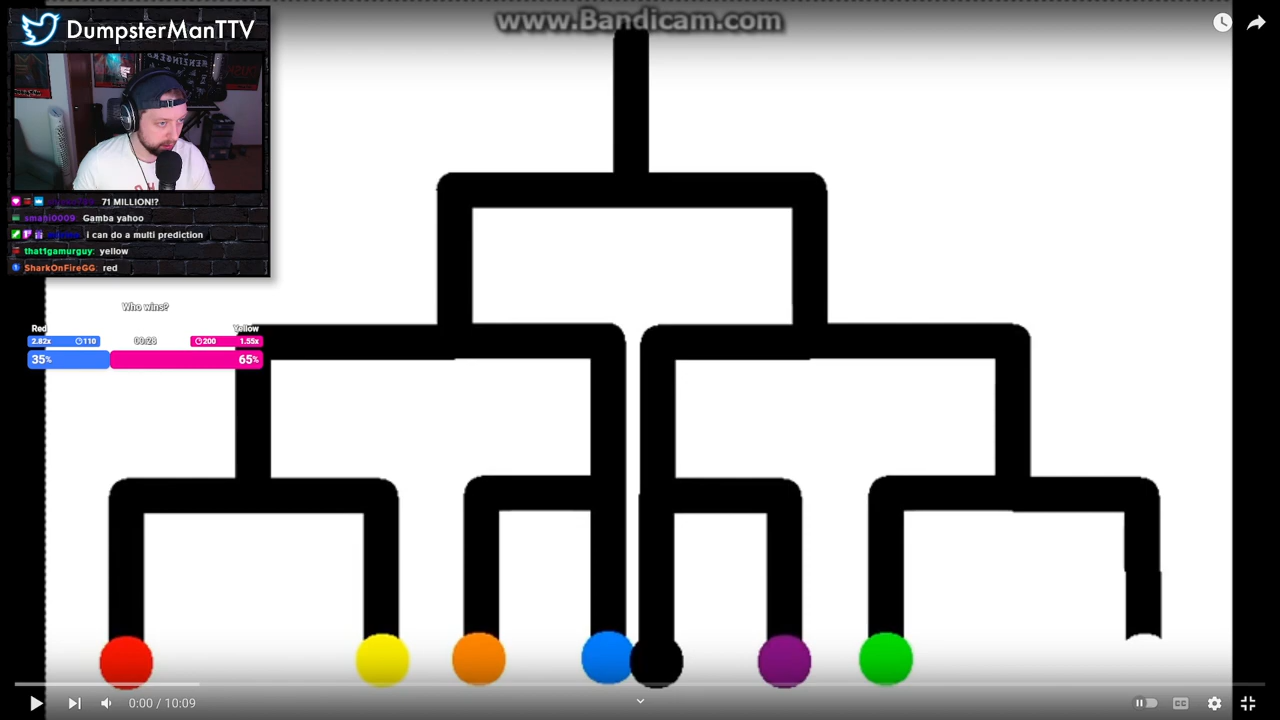 www.Bandicam.com
DumpsterManTTV
71 MILLION!?
smagi0009 Gamba yahoo
i can do a multi prediction
that1gamurguy: yellow
SharkOnFireGG: red
Who wins?
Red Yellow
2.82x 110 00:28 200 1.55x
35% 65%
0:00 / 10:09